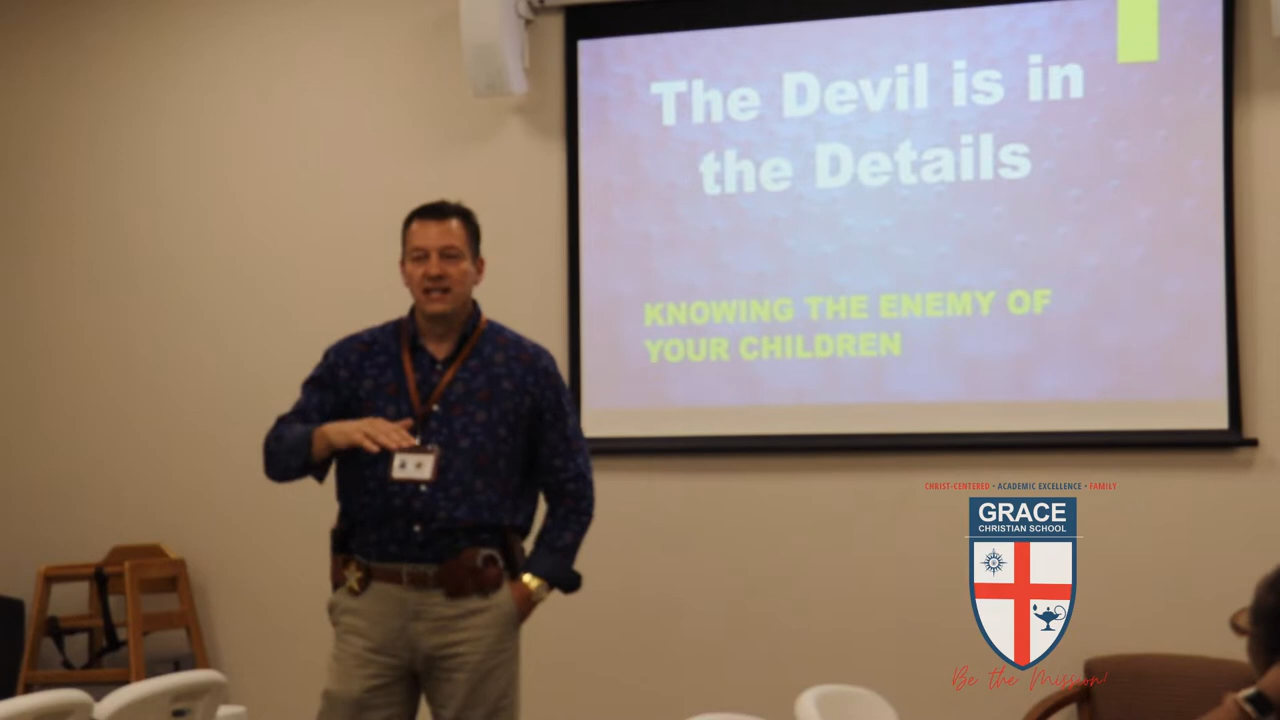 The Devil is in
the Details
KNOWING THE ENEMY OF
YOUR CHILDREN
CHRIST-CENTERED • ACADEMIC EXCELLENCE • FAMILY
GRACE
CHRISTIAN SCHOOL
Be the Mission!